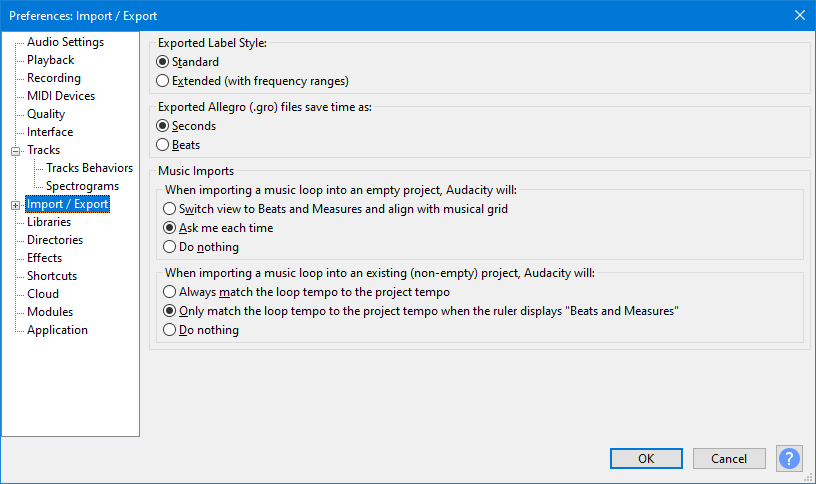 Preferences: Import / Export
Audio Settings
Playback
Recording
MIDI Devices
Quality
Interface
Tracks
Tracks Behaviors
Spectrograms
Import / Export
Libraries
Directories
Effects
Shortcuts
Cloud
Modules
Application
Exported Label Style:
Standard
Extended (with frequency ranges)
Exported Allegro (.gro) files save time as:
Seconds
Beats
Music Imports
When importing a music loop into an empty project, Audacity will:
Switch view to Beats and Measures and align with musical grid
Ask me each time
Do nothing
When importing a music loop into an existing (non-empty) project, Audacity will:
Always match the loop tempo to the project tempo
Only match the loop tempo to the project tempo when the ruler displays "Beats and Measures"
Do nothing
OK
Cancel
?